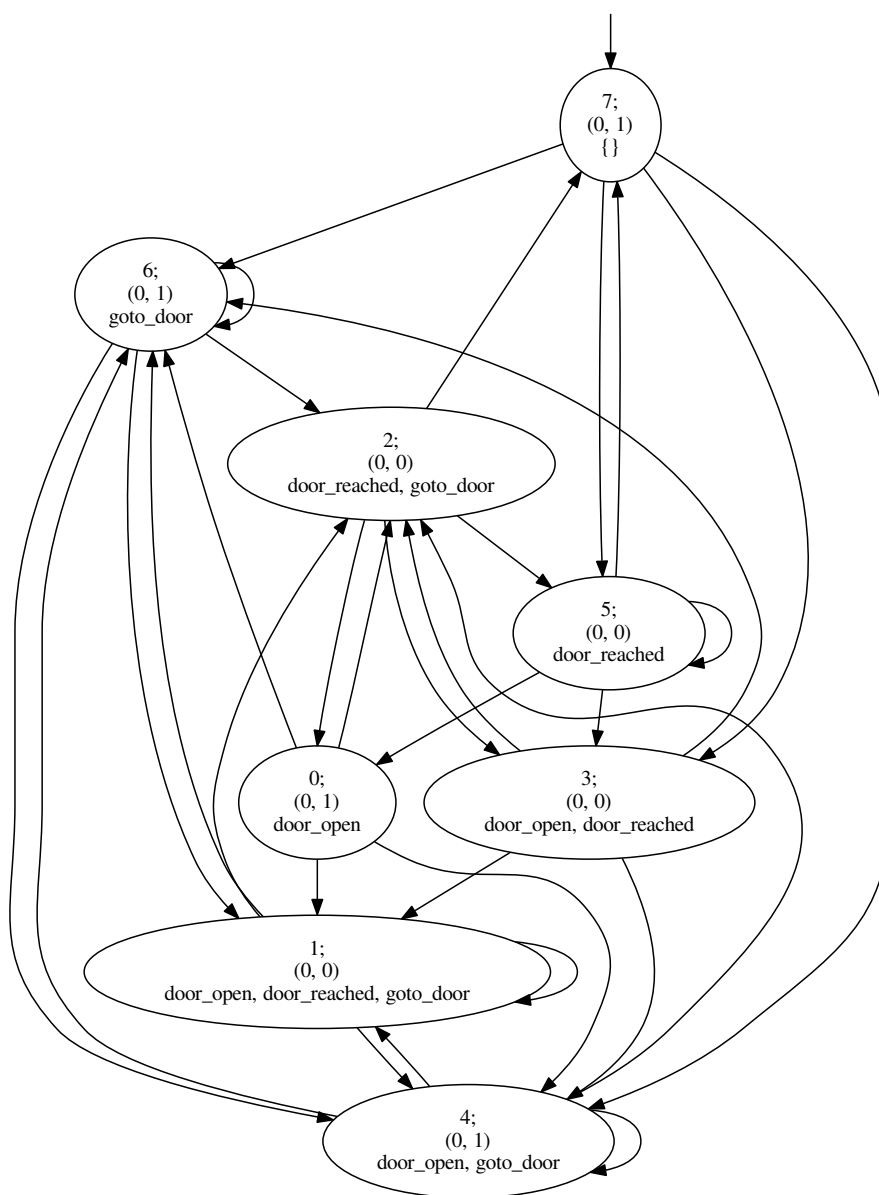 7;
(0, 1)
{}
6;
(0, 1)
goto_door
2;
(0, 0)
door_reached, goto_door
5;
(0, 0)
door_reached
0;
(0, 1)
door_open
3;
(0, 0)
door_open, door_reached
1;
(0, 0)
door_open, door_reached, goto_door
4;
(0, 1)
door_open, goto_door